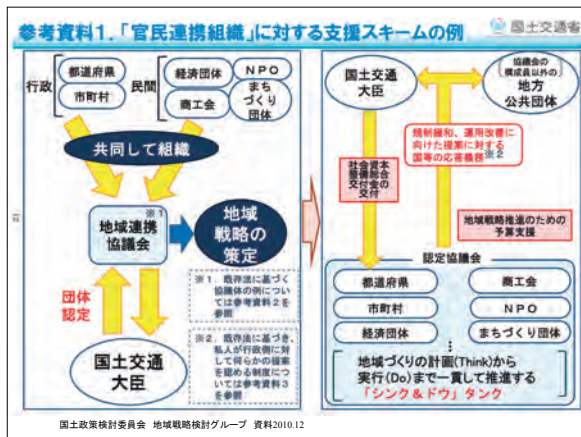 参考資料1．「官民連携組織」に対する支援スキームの例
国土交通省
行政
都道府県
市町村
民間
経済団体
NPO
商工会
まち
づくり
団体
共同して組織
※1
地域連携
協議会
地域
戦略の
策定
団体
認定
国土交通
大臣
※1．既存法に基づく
協議体の例につい
ては参考資料2を
参照
※2．既存法に基づき、
私人が行政側に対
して何らかの提案
を認める制度につ
いては参考資料3を
参照
国土交通
大臣
協議会の
構成員以外の
地方
公共団体
規制緩和、運用改善に
向けた提案に対する
国等の応答義務※2
社会資本
整備総合
交付金の
交付
地域戦略推進のための
予算支援
認定協議会
都道府県
商工会
市町村
NPO
経済団体
まちづくり団体
地域づくりの計画(Think)から
実行(Do)まで一貫して推進する
「シンク＆ドウ」タンク
国土政策検討委員会 地域戦略検討グループ 資料2010.12